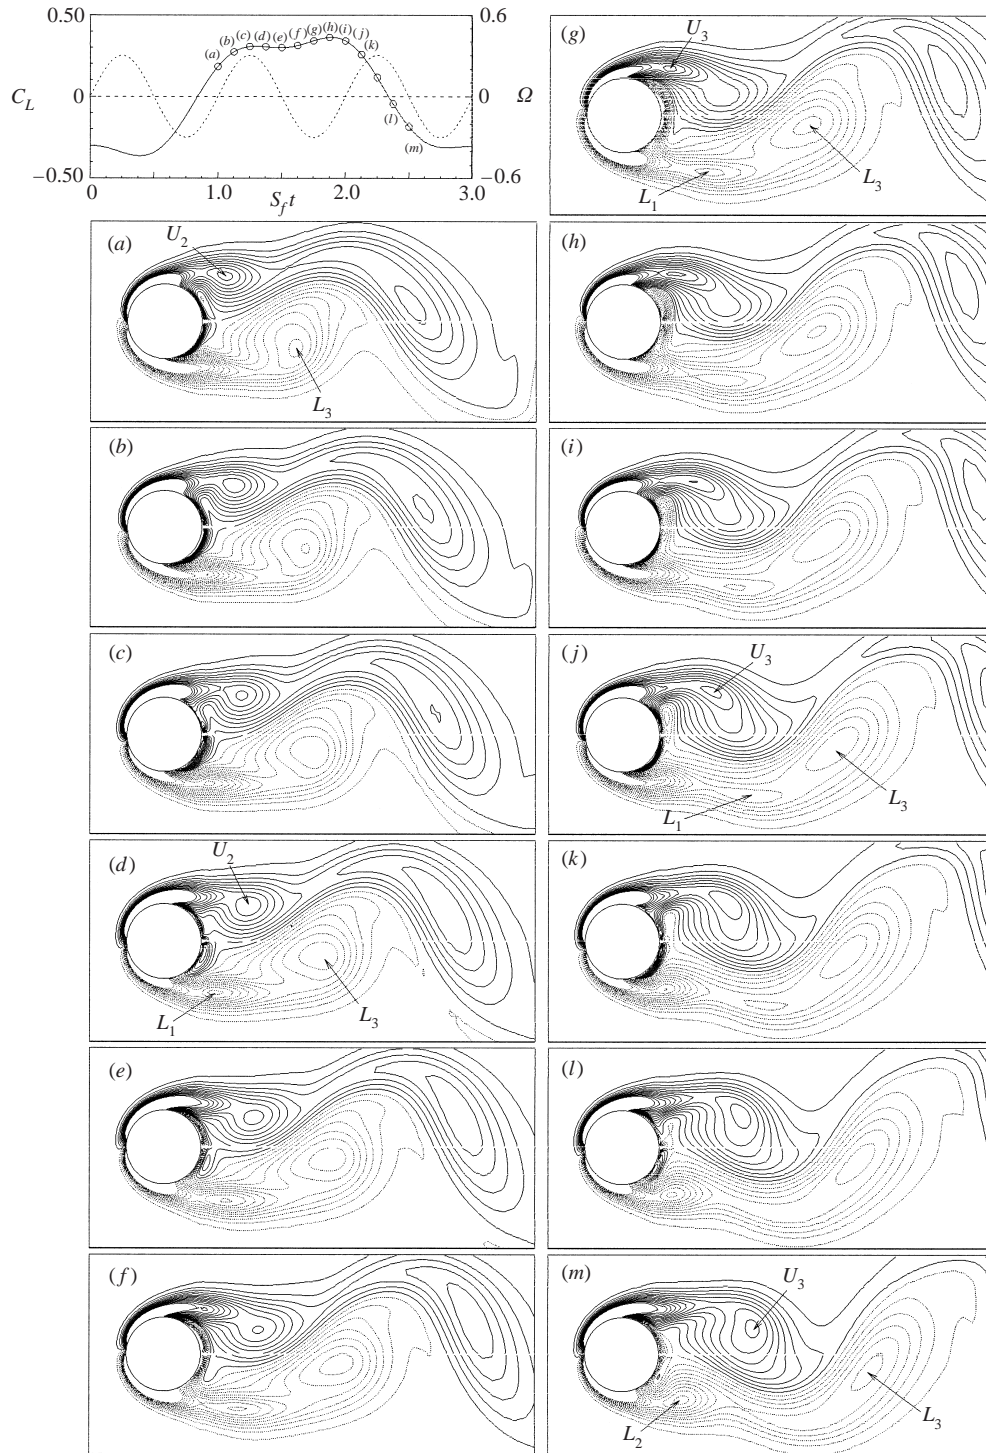 0.50
0.6
C_L
0
0
Ω
−0.50
−0.6
0
1.0
2.0
3.0
S_f t
(a)
(b)
(c)
(d)
(e)
(f)
(g)
(h)
(i)
(j)
(k)
(l)
(m)
(a)
U_2
L_3
(b)
(c)
(d)
U_2
L_1
L_3
(e)
(f)
(g)
U_3
L_1
L_3
(h)
(i)
(j)
U_3
L_1
L_3
(k)
(l)
(m)
U_3
L_2
L_3